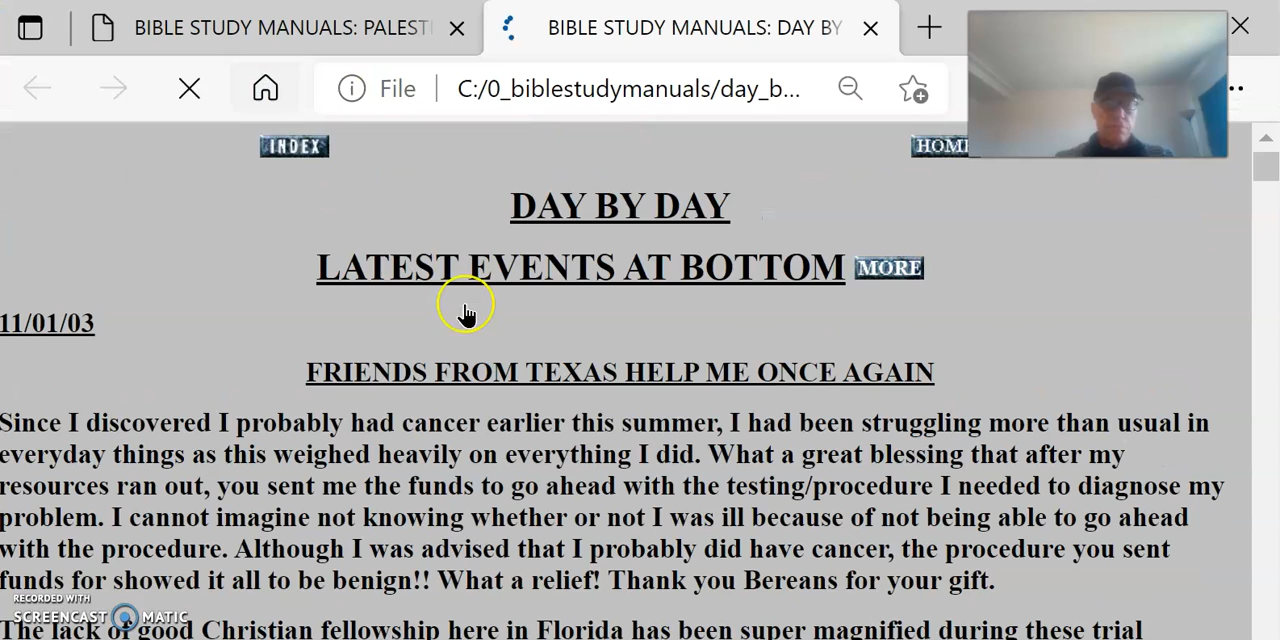 BIBLE STUDY MANUALS: PALESTI
BIBLE STUDY MANUALS: DAY BY
File
C:/0_biblestudymanuals/day_b...
INDEX
HOME
DAY BY DAY
LATEST EVENTS AT BOTTOM MORE
11/01/03
FRIENDS FROM TEXAS HELP ME ONCE AGAIN
Since I discovered I probably had cancer earlier this summer, I had been struggling more than usual in
everyday things as this weighed heavily on everything I did. What a great blessing that after my
resources ran out, you sent me the funds to go ahead with the testing/procedure I needed to diagnose my
problem. I cannot imagine not knowing whether or not I was ill because of not being able to go ahead
with the procedure. Although I was advised that I probably did have cancer, the procedure you sent
funds for showed it all to be benign!! What a relief! Thank you Bereans for your gift.
RECORDED WITH
SCREENCAST MATIC
The lack of good Christian fellowship here in Florida has been super magnified during these trial